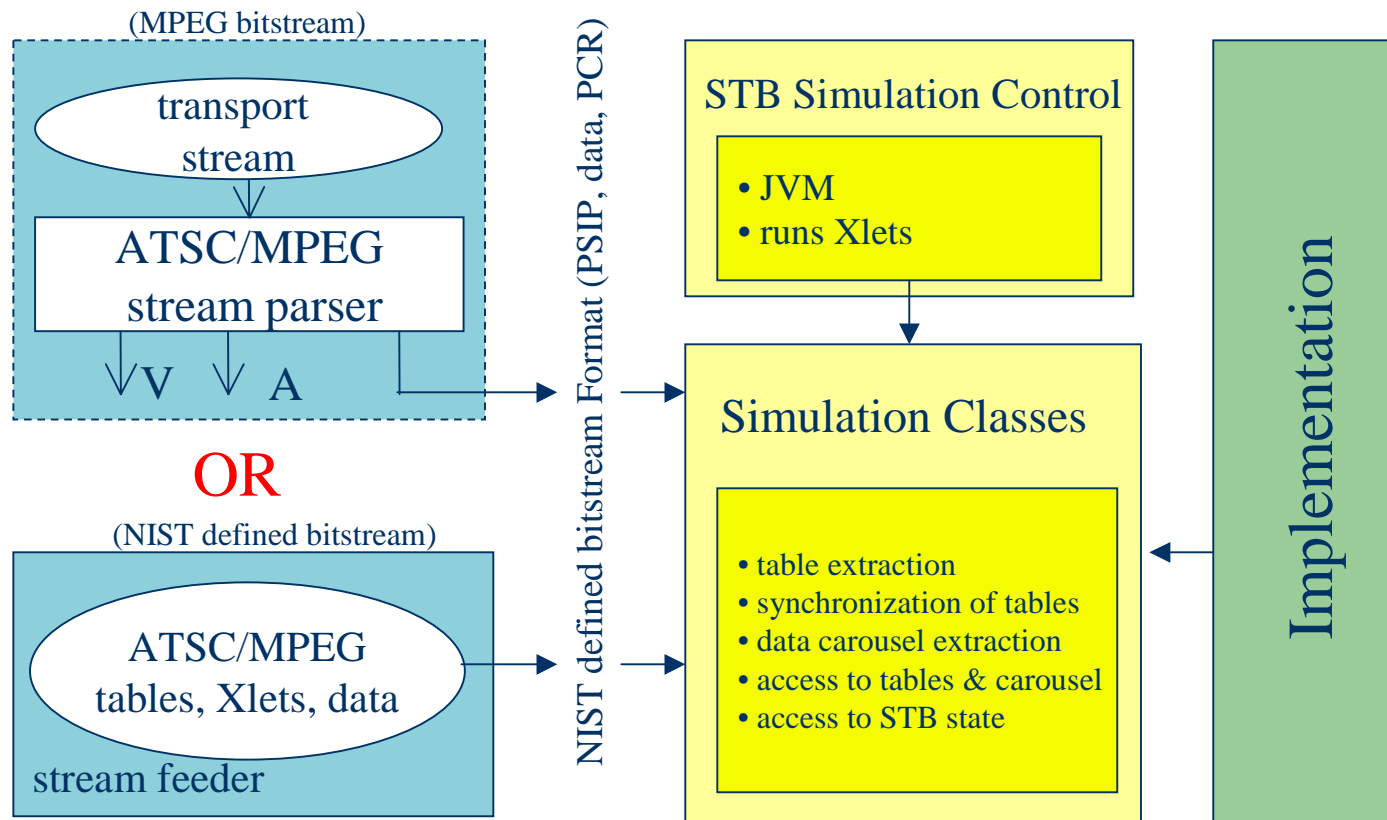 (MPEG bitstream)
transport
stream
ATSC/MPEG
stream parser
V
A
OR
(NIST defined bitstream)
ATSC/MPEG
tables, Xlets, data
stream feeder
NIST defined bitstream Format (PSIP, data, PCR)
STB Simulation Control
• JVM
• runs Xlets
Simulation Classes
• table extraction
• synchronization of tables
• data carousel extraction
• access to tables & carousel
• access to STB state
Implementation